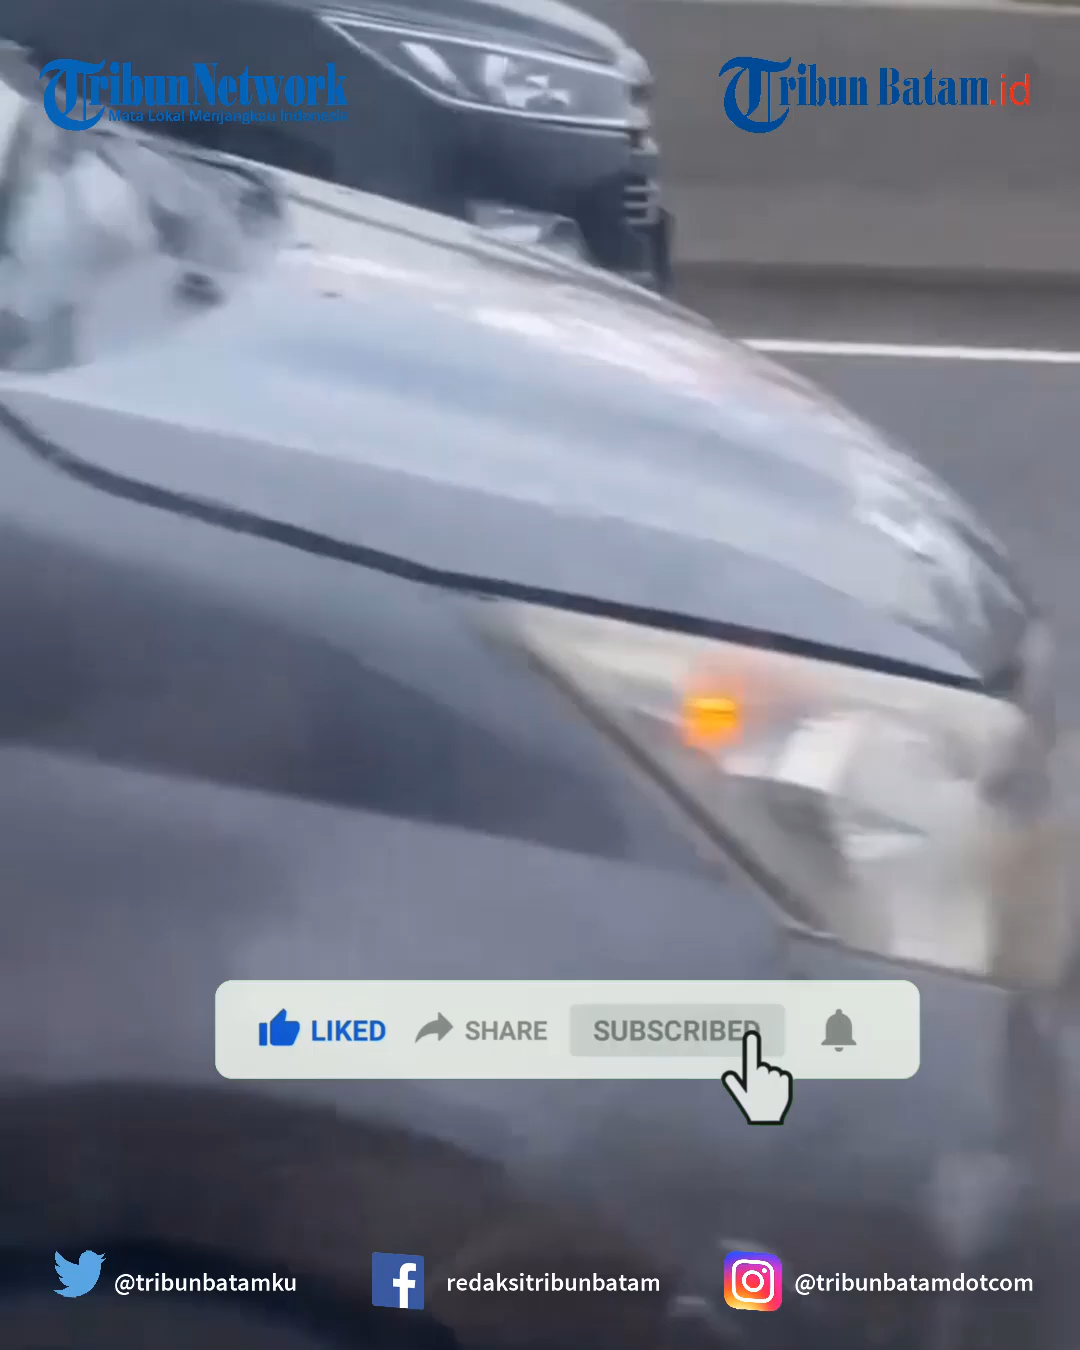 TribunNetwork
Mata Lokal Menjangkau Indonesia
Tribun Batam.id
LIKED
SHARE
SUBSCRIBED
@tribunbatamku
redaksitribunbatam
@tribunbatamdotcom